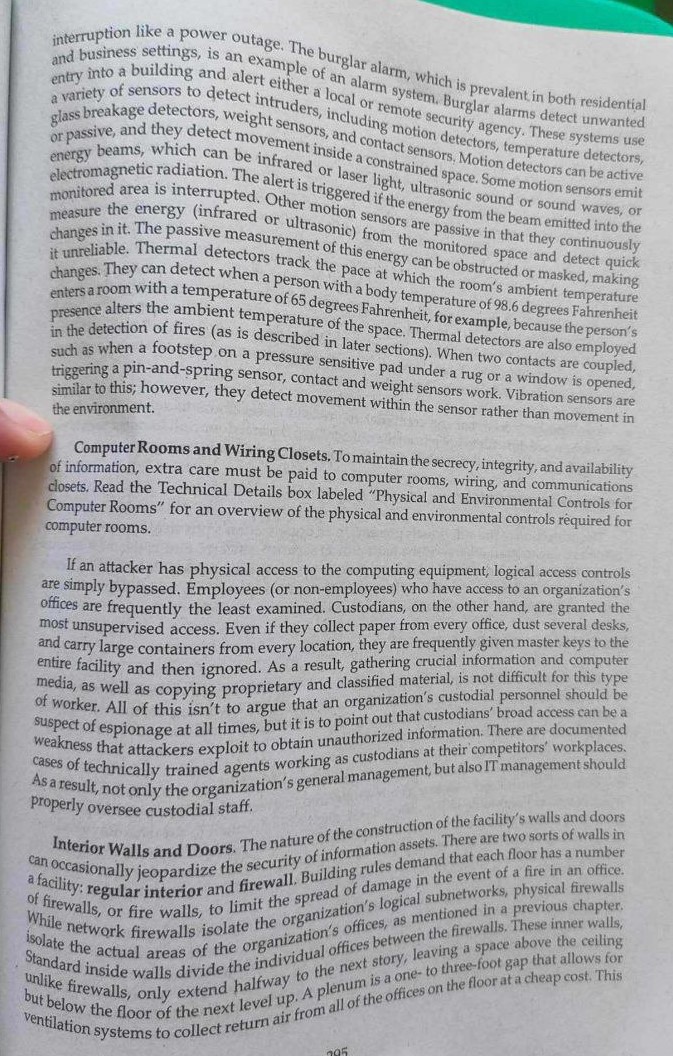 interruption like a power outage. The burglar alarm, which is prevalent in both residential
and business settings, is an example of an alarm system. Burglar alarms detect unwanted
entry into a building and alert either a local or remote security agency. These systems use
a variety of sensors to detect intruders, including motion detectors, temperature detectors,
glass breakage detectors, weight sensors, and contact sensors. Motion detectors can be active
or passive, and they detect movement inside a constrained space. Some motion sensors emit
energy beams, which can be infrared or laser light, ultrasonic sound or sound waves, or
electromagnetic radiation. The alert is triggered if the energy from the beam emitted into the
monitored area is interrupted. Other motion sensors are passive in that they continuously
measure the energy (infrared or ultrasonic) from the monitored space and detect quick
changes in it. The passive measurement of this energy can be obstructed or masked, making
it unreliable. Thermal detectors track the pace at which the room's ambient temperature
changes. They can detect when a person with a body temperature of 98.6 degrees Fahrenheit
enters a room with a temperature of 65 degrees Fahrenheit, for example, because the person's
presence alters the ambient temperature of the space. Thermal detectors are also employed
in the detection of fires (as is described in later sections). When two contacts are coupled,
such as when a footstep on a pressure sensitive pad under a rug or a window is opened,
triggering a pin-and-spring sensor, contact and weight sensors work. Vibration sensors are
similar to this; however, they detect movement within the sensor rather than movement in
the environment.
Computer Rooms and Wiring Closets. To maintain the secrecy, integrity, and availability
of information, extra care must be paid to computer rooms, wiring, and communications
closets. Read the Technical Details box labeled "Physical and Environmental Controls for
Computer Rooms" for an overview of the physical and environmental controls required for
computer rooms.
If an attacker has physical access to the computing equipment, logical access controls
are simply bypassed. Employees (or non-employees) who have access to an organization's
offices are frequently the least examined. Custodians, on the other hand, are granted the
most unsupervised access. Even if they collect paper from every office, dust several desks,
and carry large containers from every location, they are frequently given master keys to the
entire facility and then ignored. As a result, gathering crucial information and computer
media, as well as copying proprietary and classified material, is not difficult for this type
of worker. All of this isn't to argue that an organization's custodial personnel should be
suspect of espionage at all times, but it is to point out that custodians' broad access can be a
weakness that attackers exploit to obtain unauthorized information. There are documented
cases of technically trained agents working as custodians at their competitors' workplaces.
As a result, not only the organization's general management, but also IT management should
properly oversee custodial staff.
Interior Walls and Doors. The nature of the construction of the facility's walls and doors
can occasionally jeopardize the security of information assets. There are two sorts of walls in
a facility: regular interior and firewall. Building rules demand that each floor has a number
of firewalls, or fire walls, to limit the spread of damage in the event of a fire in an office.
While network firewalls isolate the organization's logical subnetworks, physical firewalls
isolate the actual areas of the organization's offices, as mentioned in a previous chapter.
Standard inside walls divide the individual offices between the firewalls. These inner walls,
unlike firewalls, only extend halfway to the next story, leaving a space above the ceiling
but below the floor of the next level up. A plenum is a one- to three-foot gap that allows for
ventilation systems to collect return air from all of the offices on the floor at a cheap cost. This